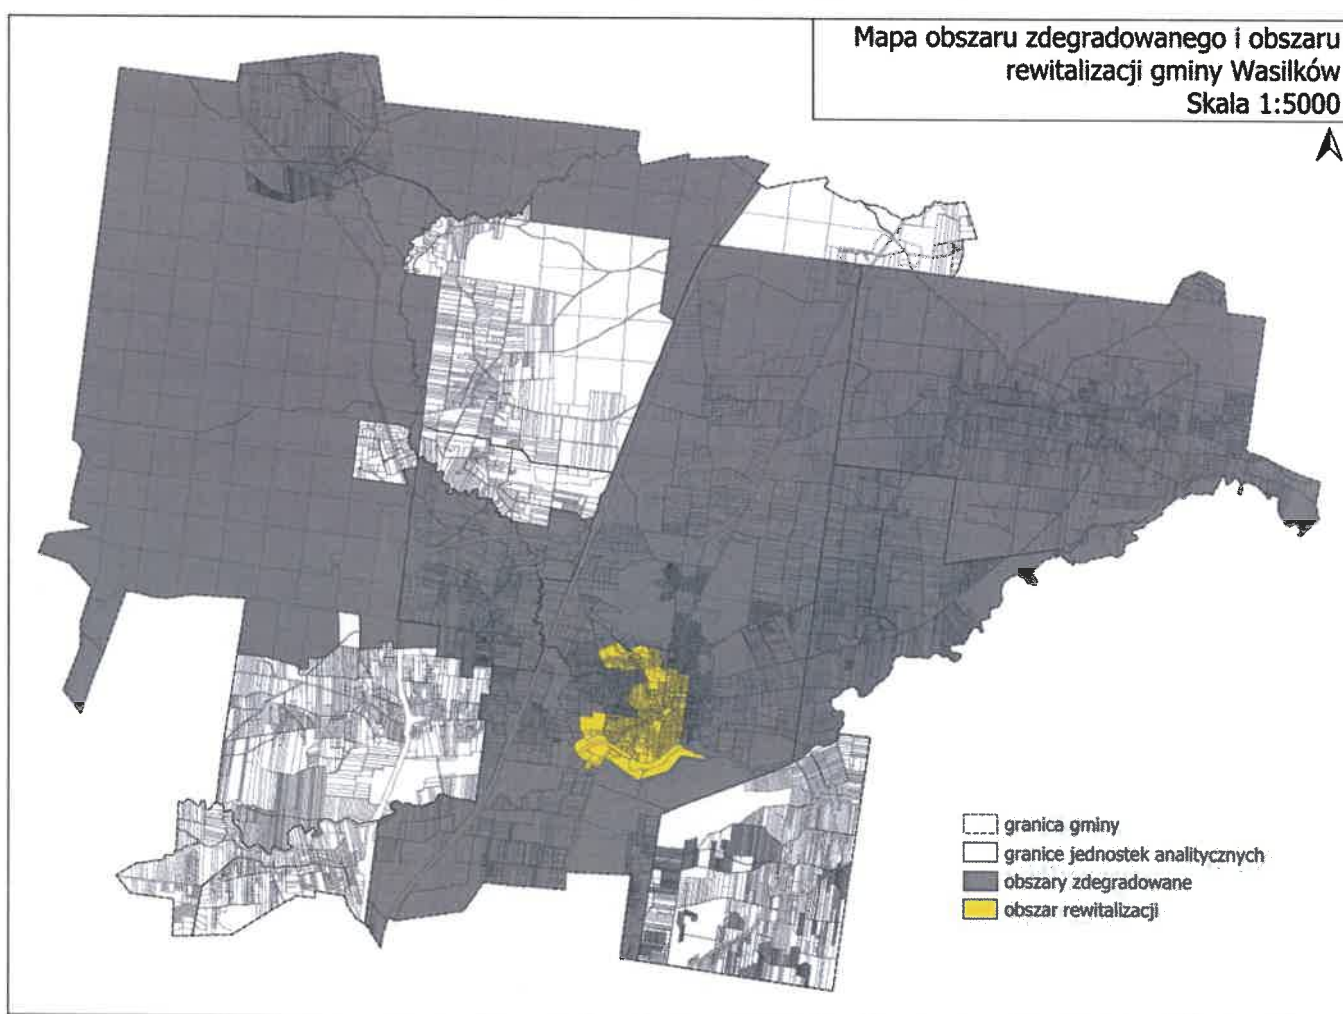 Mapa obszaru zdegradowanego i obszaru
rewitalizacji gminy Wasilków
Skala 1:5000
granica gminy
granice jednostek analitycznych
obszary zdegradowane
obszar rewitalizacji